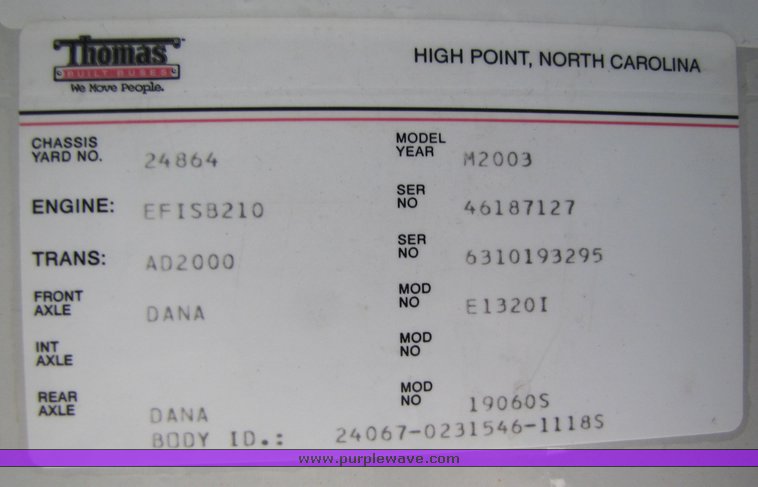 Thomas
BUILT BUSES
We Move People.
HIGH POINT, NORTH CAROLINA
CHASSIS YARD NO. 24864 MODEL YEAR M2003
ENGINE: EFISB210 SER NO 46187127
TRANS: AD2000 SER NO 6310193295
FRONT AXLE DANA MOD NO E1320I
INT AXLE MOD NO
REAR AXLE DANA MOD NO 19060S
BODY ID.: 24067-0231546-1118S
www.purplewave.com